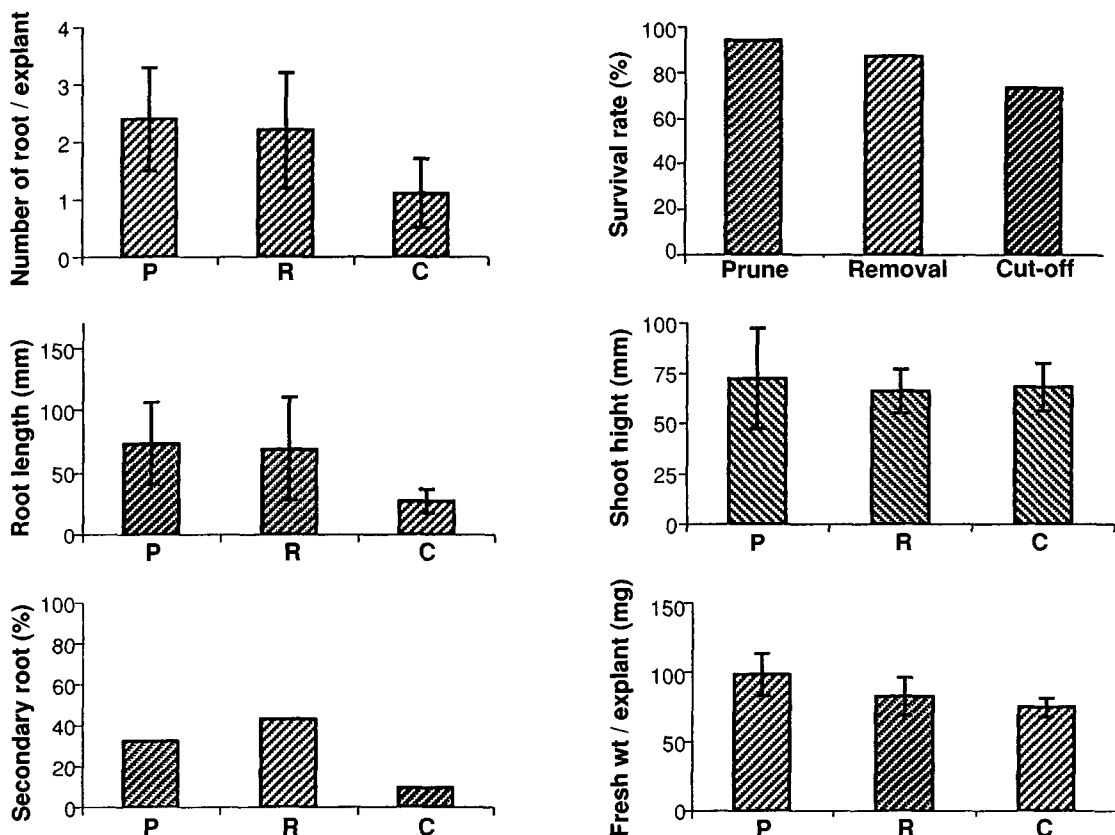 Number of root / explant
4
3
2
1
0
P R C
Survival rate (%)
100
80
60
40
20
0
Prune Removal Cut-off
Root length (mm)
150
100
50
0
P R C
Shoot hight (mm)
100
75
50
25
0
P R C
Secondary root (%)
100
80
60
40
20
0
P R C
Fresh wt / explant (mg)
150
100
50
0
P R C